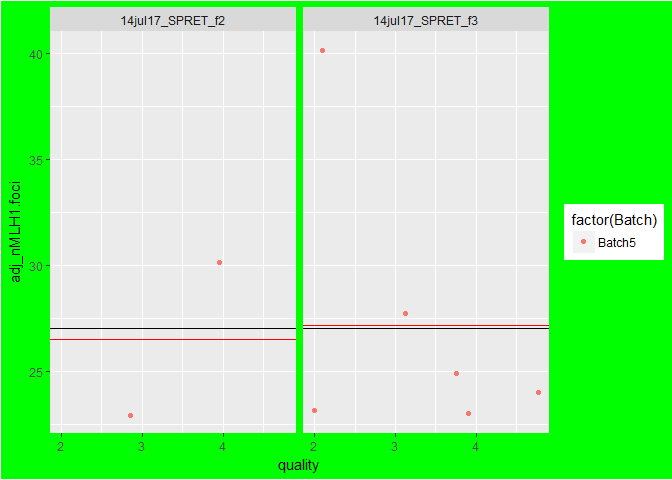 14jul17_SPRET_f2
14jul17_SPRET_f3
40
35
30
25
adj_nMLH1.foci
2 3 4
2 3 4
quality
factor(Batch)
Batch5